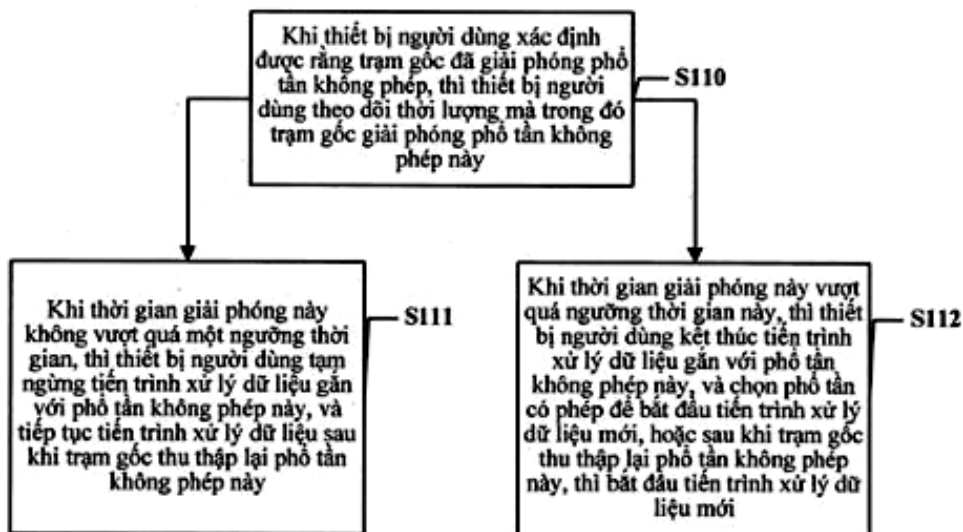 Khi thiết bị người dùng xác định
được rằng trạm gốc đã giải phóng phổ
tần không phép, thì thiết bị người
dùng theo dõi thời lượng mà trong đó
trạm gốc giải phóng phổ tần không
phép này
S110
Khi thời gian giải phóng này
không vượt quá một ngưỡng thời
gian, thì thiết bị người dùng tạm
ngừng tiến trình xử lý dữ liệu gắn
với phổ tần không phép này, và
tiếp tục tiến trình xử lý dữ liệu sau
khi trạm gốc thu thập lại phổ tần
không phép này
S111
Khi thời gian giải phóng này vượt
quá ngưỡng thời gian này, thì thiết
bị người dùng kết thúc tiến trình
xử lý dữ liệu gắn với phổ tần
không phép này, và chọn phổ tần
có phép để bắt đầu tiến trình xử lý
dữ liệu mới, hoặc sau khi trạm gốc
thu thập lại phổ tần không phép
này, thì bắt đầu tiến trình xử lý dữ
liệu mới
S112